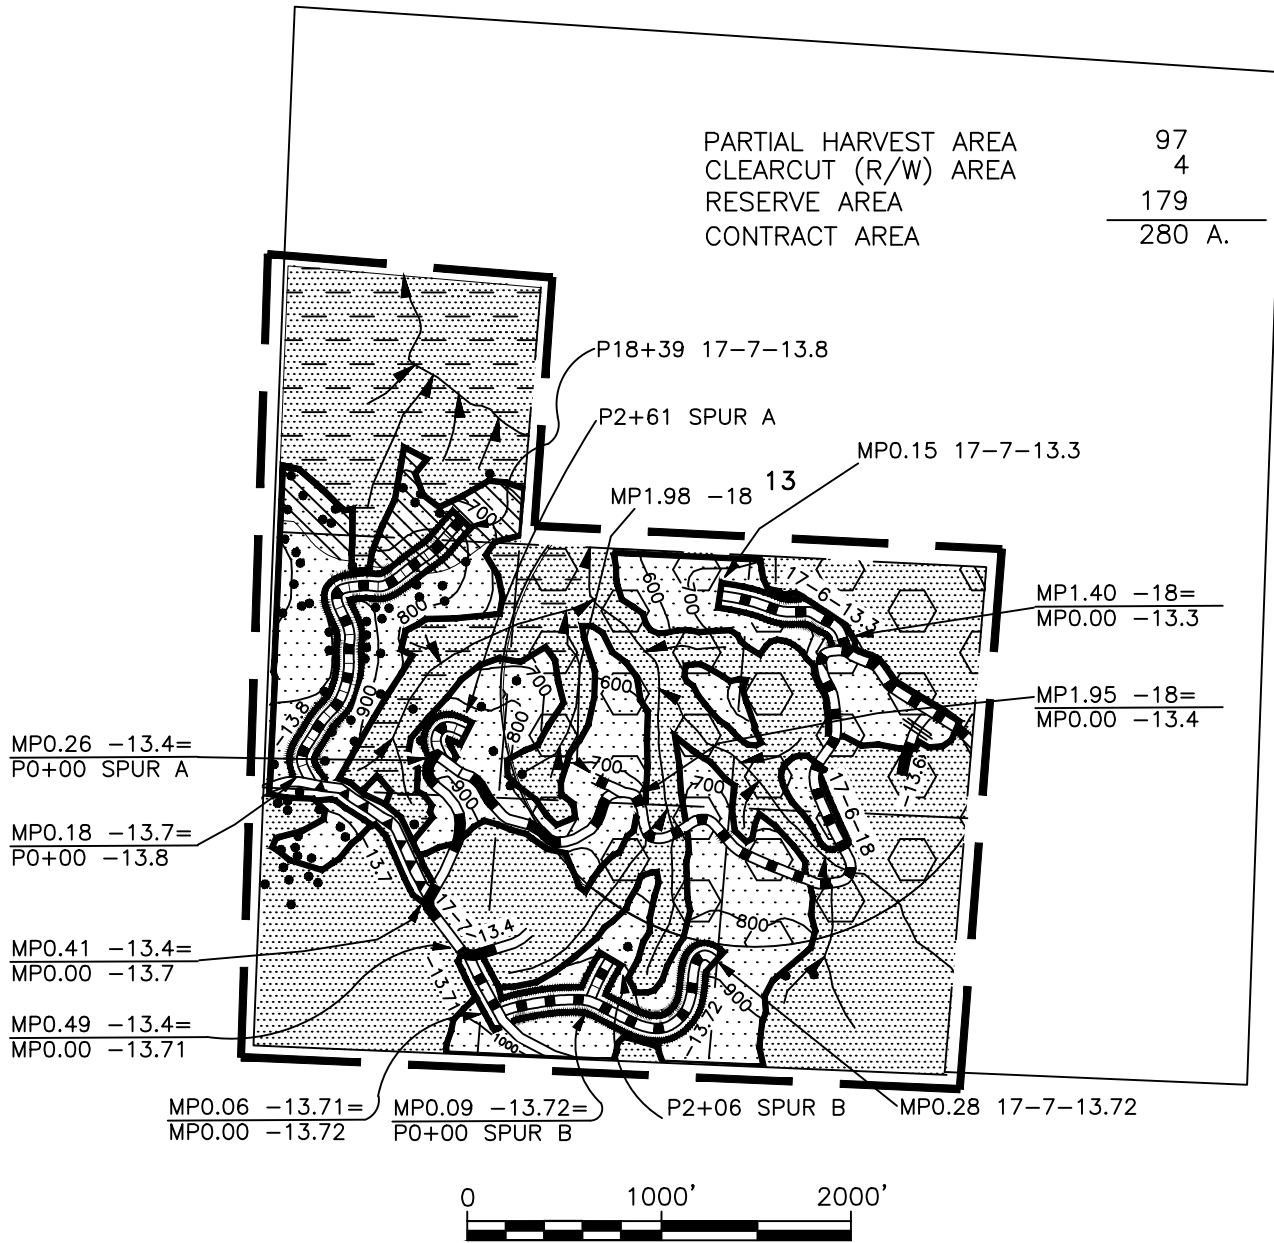 PARTIAL HARVEST AREA 97
CLEARCUT (R/W) AREA 4
RESERVE AREA 179
CONTRACT AREA 280 A.
P18+39 17-7-13.8
P2+61 SPUR A
MP0.15 17-7-13.3
13
MP1.98 -18
700
600
700
17-6-13.3
MP1.40 -18=
MP0.00 -13.3
800
700
600
900
-13.8
800
MP1.95 -18=
MP0.00 -13.4
MP0.26 -13.4=
P0+00 SPUR A
700
700
900
-13.6
17-6-18
MP0.18 -13.7=
P0+00 -13.8
-13.7
17-7-13.4
800
MP0.41 -13.4=
MP0.00 -13.7
-13.71
900
-13.72
MP0.49 -13.4=
MP0.00 -13.71
1000
MP0.06 -13.71=
MP0.00 -13.72
MP0.09 -13.72=
P0+00 SPUR B
P2+06 SPUR B
MP0.28 17-7-13.72
0 1000' 2000'